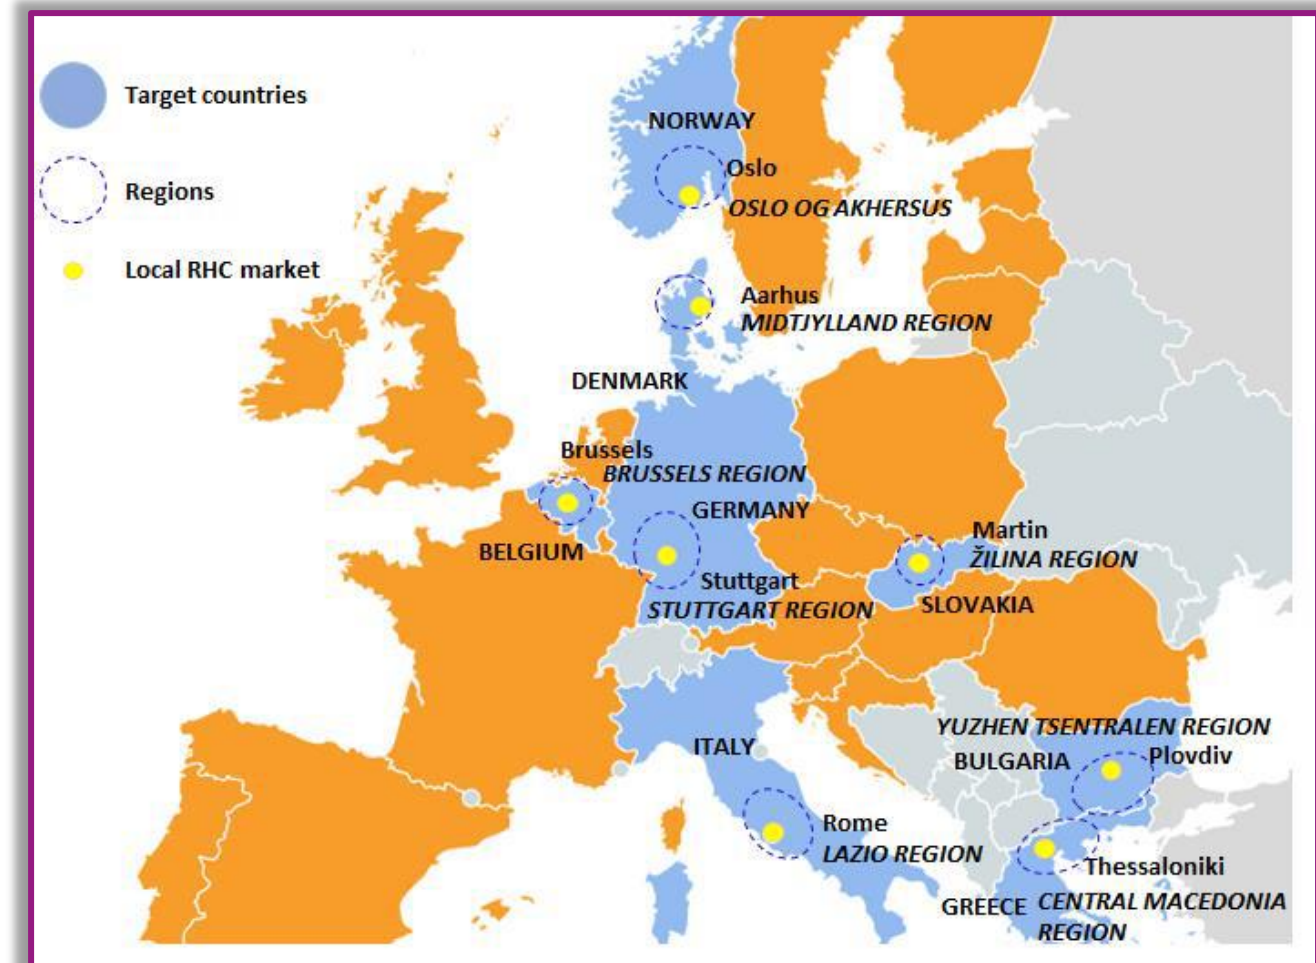 Target countries
Regions
Local RHC market
NORWAY
Oslo
OSLO OG AKHERSUS
Aarhus
MIDTJYLLAND REGION
DENMARK
Brussels
BRUSSELS REGION
GERMANY
BELGIUM
Stuttgart
STUTTGART REGION
Martin
ŽILINA REGION
SLOVAKIA
ITALY
YUZHEN TSENTRALEN REGION
BULGARIA
Plovdiv
Rome
LAZIO REGION
Thessaloniki
GREECE
CENTRAL MACEDONIA
REGION